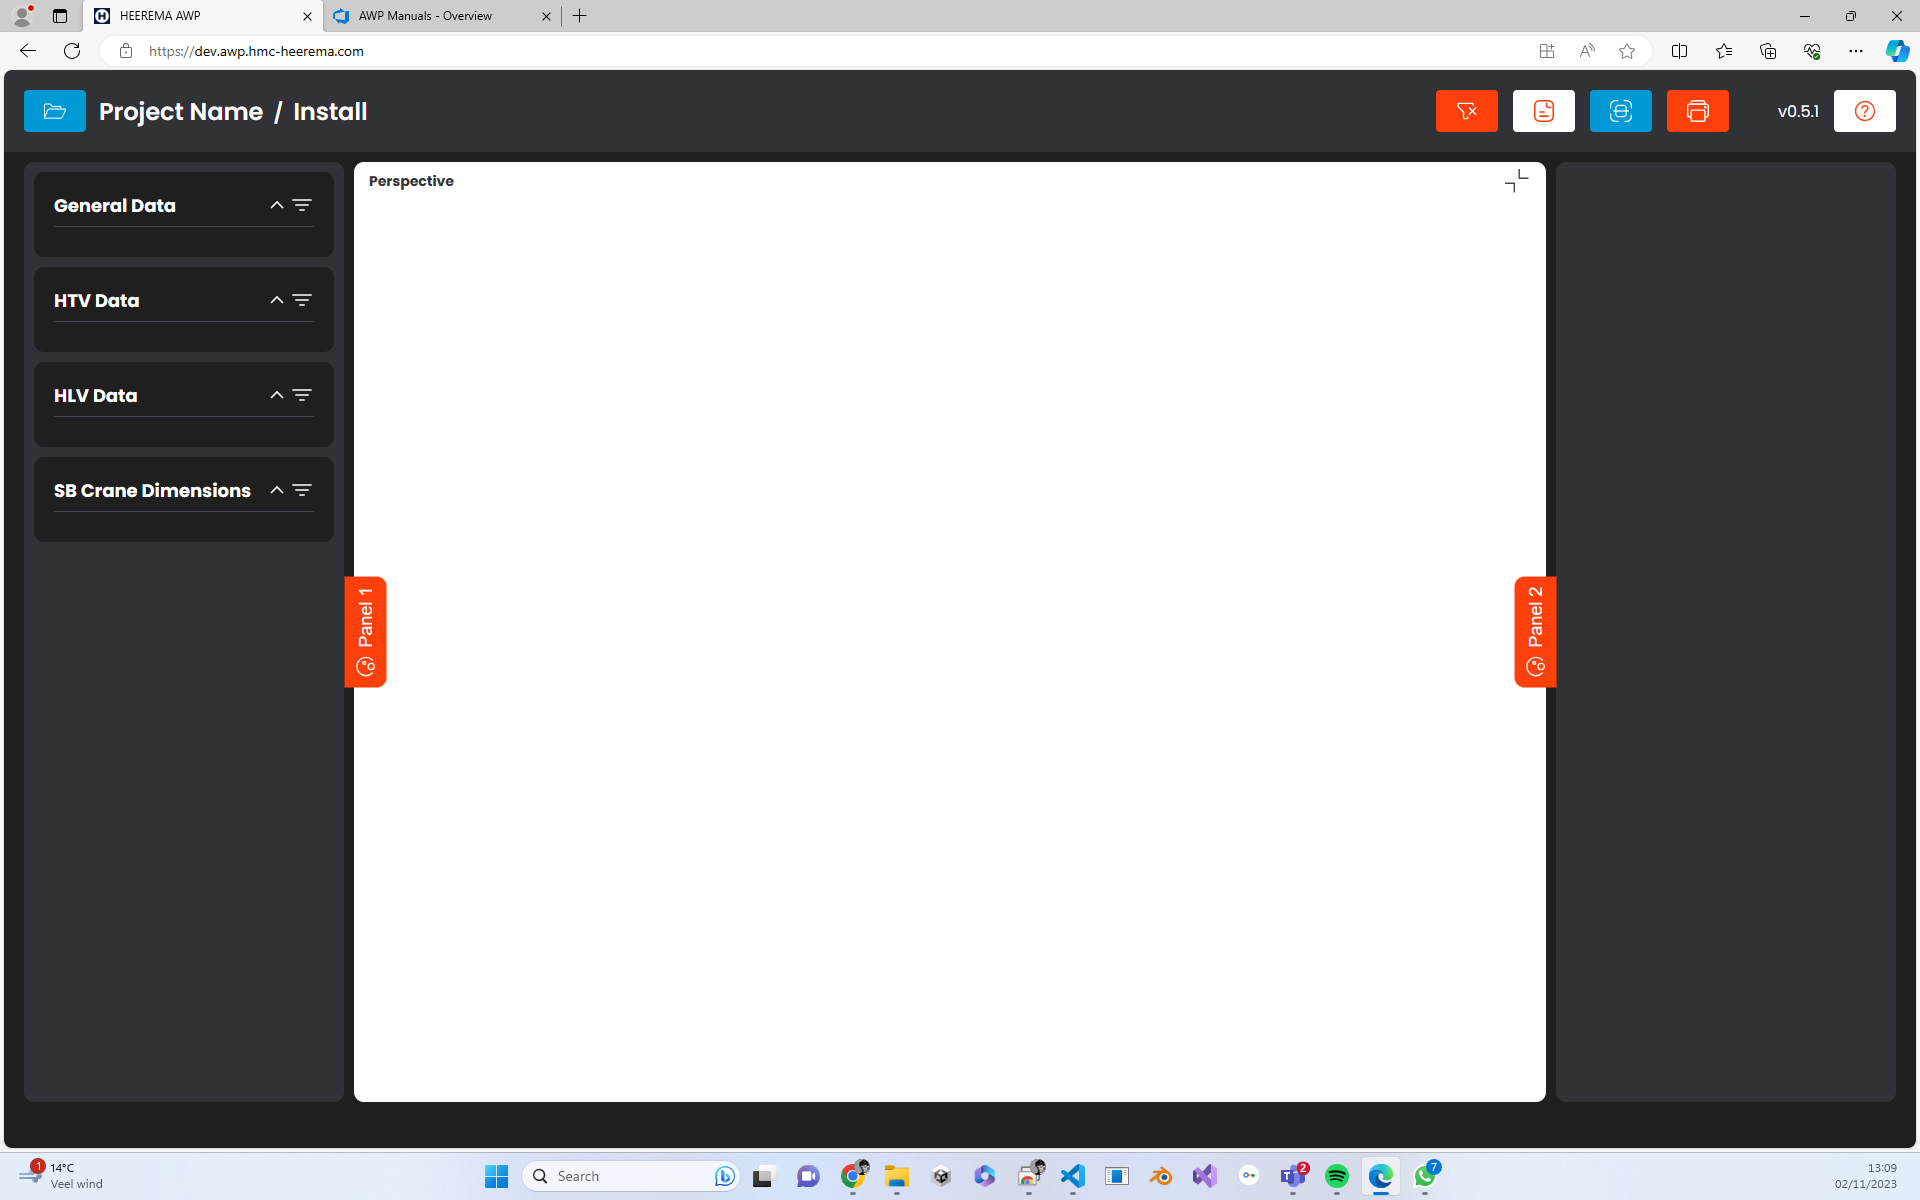 HEEREMA AWP
AWP Manuals - Overview
https://dev.awp.hmc-heerema.com
Project Name / Install
v0.5.1
General Data
HTV Data
HLV Data
SB Crane Dimensions
Perspective
Panel 1
Panel 2
1
14°C
Veel wind
Search
2
7
13:09
02/11/2023